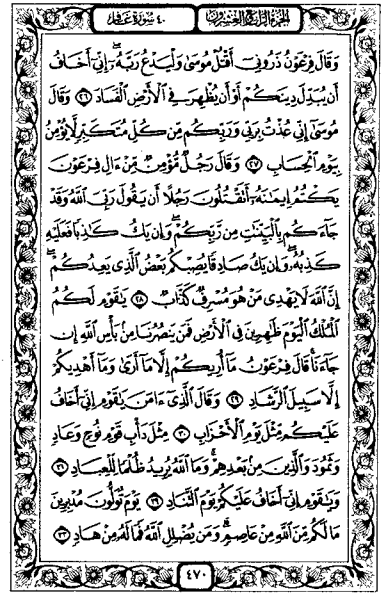 الجزء الرابع والعشرون ٤٠ سورة غافر
وَقَالَ فِرْعَوْنُ ذَرُونِىٓ أَقْتُلْ مُوسَىٰ وَلْيَدْعُ رَبَّهُۥٓ ۖ إِنِّىٓ أَخَافُ
أَن يُبَدِّلَ دِينَكُمْ أَوْ أَن يُظْهِرَ فِى ٱلْأَرْضِ ٱلْفَسَادَ ٢٦ وَقَالَ
مُوسَىٰٓ إِنِّى عُذْتُ بِرَبِّى وَرَبِّكُم مِّن كُلِّ مُتَكَبِّرٍ لَّا يُؤْمِنُ
بِيَوْمِ ٱلْحِسَابِ ٢٧ وَقَالَ رَجُلٌ مُّؤْمِنٌ مِّنْ ءَالِ فِرْعَوْنَ
يَكْتُمُ إِيمَٰنَهُۥٓ أَتَقْتُلُونَ رَجُلًا أَن يَقُولَ رَبِّىَ ٱللَّهُ وَقَدْ
جَآءَكُم بِٱلْبَيِّنَٰتِ مِن رَّبِّكُمْ ۖ وَإِن يَكُ كَٰذِبًا فَعَلَيْهِ
كَذِبُهُۥ ۖ وَإِن يَكُ صَادِقًا يُصِبْكُم بَعْضُ ٱلَّذِى يَعِدُكُمْ ۖ
إِنَّ ٱللَّهَ لَا يَهْدِى مَنْ هُوَ مُسْرِفٌ كَذَّابٌ ٢٨ يَٰقَوْمِ لَكُمُ
ٱلْمُلْكُ ٱلْيَوْمَ ظَٰهِرِينَ فِى ٱلْأَرْضِ فَمَن يَنصُرُنَا مِنۢ بَأْسِ ٱللَّهِ إِن
جَآءَنَا ۚ قَالَ فِرْعَوْنُ مَآ أُرِيكُمْ إِلَّا مَآ أَرَىٰ وَمَآ أَهْدِيكُمْ
إِلَّا سَبِيلَ ٱلرَّشَادِ ٢٩ وَقَالَ ٱلَّذِىٓ ءَامَنَ يَٰقَوْمِ إِنِّىٓ أَخَافُ
عَلَيْكُم مِّثْلَ يَوْمِ ٱلْأَحْزَابِ ٣٠ مِثْلَ دَأْبِ قَوْمِ نُوحٍ وَعَادٍ
وَثَمُودَ وَٱلَّذِينَ مِنۢ بَعْدِهِمْ ۚ وَمَا ٱللَّهُ يُرِيدُ ظُلْمًا لِّلْعِبَادِ ٣١
وَيَٰقَوْمِ إِنِّىٓ أَخَافُ عَلَيْكُمْ يَوْمَ ٱلتَّنَادِ ٣٢ يَوْمَ تُوَلُّونَ مُدْبِرِينَ
مَا لَكُم مِّنَ ٱللَّهِ مِنْ عَاصِمٍ ۗ وَمَن يُضْلِلِ ٱللَّهُ فَمَا لَهُۥ مِنْ هَادٍ ٣٣
٤٧٠